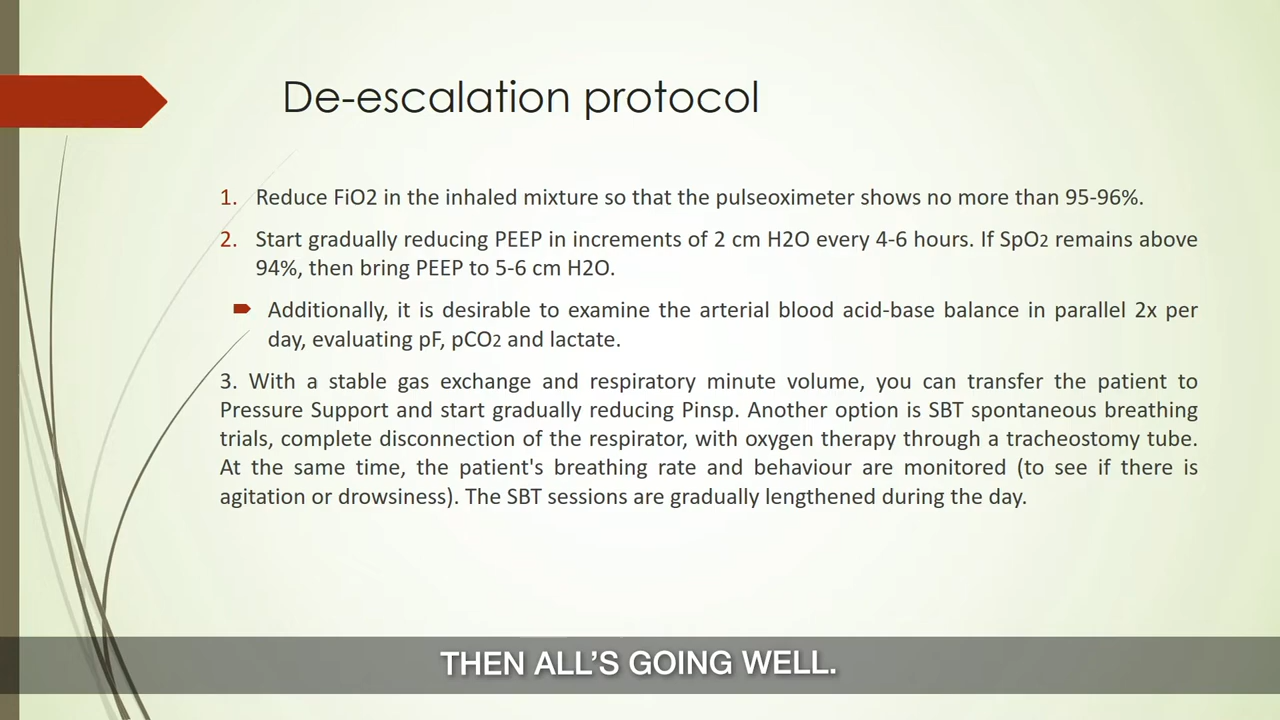 De-escalation protocol
1. Reduce FiO2 in the inhaled mixture so that the pulseoximeter shows no more than 95-96%.
2. Start gradually reducing PEEP in increments of 2 cm H2O every 4-6 hours. If SpO2 remains above
94%, then bring PEEP to 5-6 cm H2O.
Additionally, it is desirable to examine the arterial blood acid-base balance in parallel 2x per
day, evaluating pF, pCO2 and lactate.
3. With a stable gas exchange and respiratory minute volume, you can transfer the patient to
Pressure Support and start gradually reducing Pinsp. Another option is SBT spontaneous breathing
trials, complete disconnection of the respirator, with oxygen therapy through a tracheostomy tube.
At the same time, the patient's breathing rate and behaviour are monitored (to see if there is
agitation or drowsiness). The SBT sessions are gradually lengthened during the day.
THEN ALL’S GOING WELL.